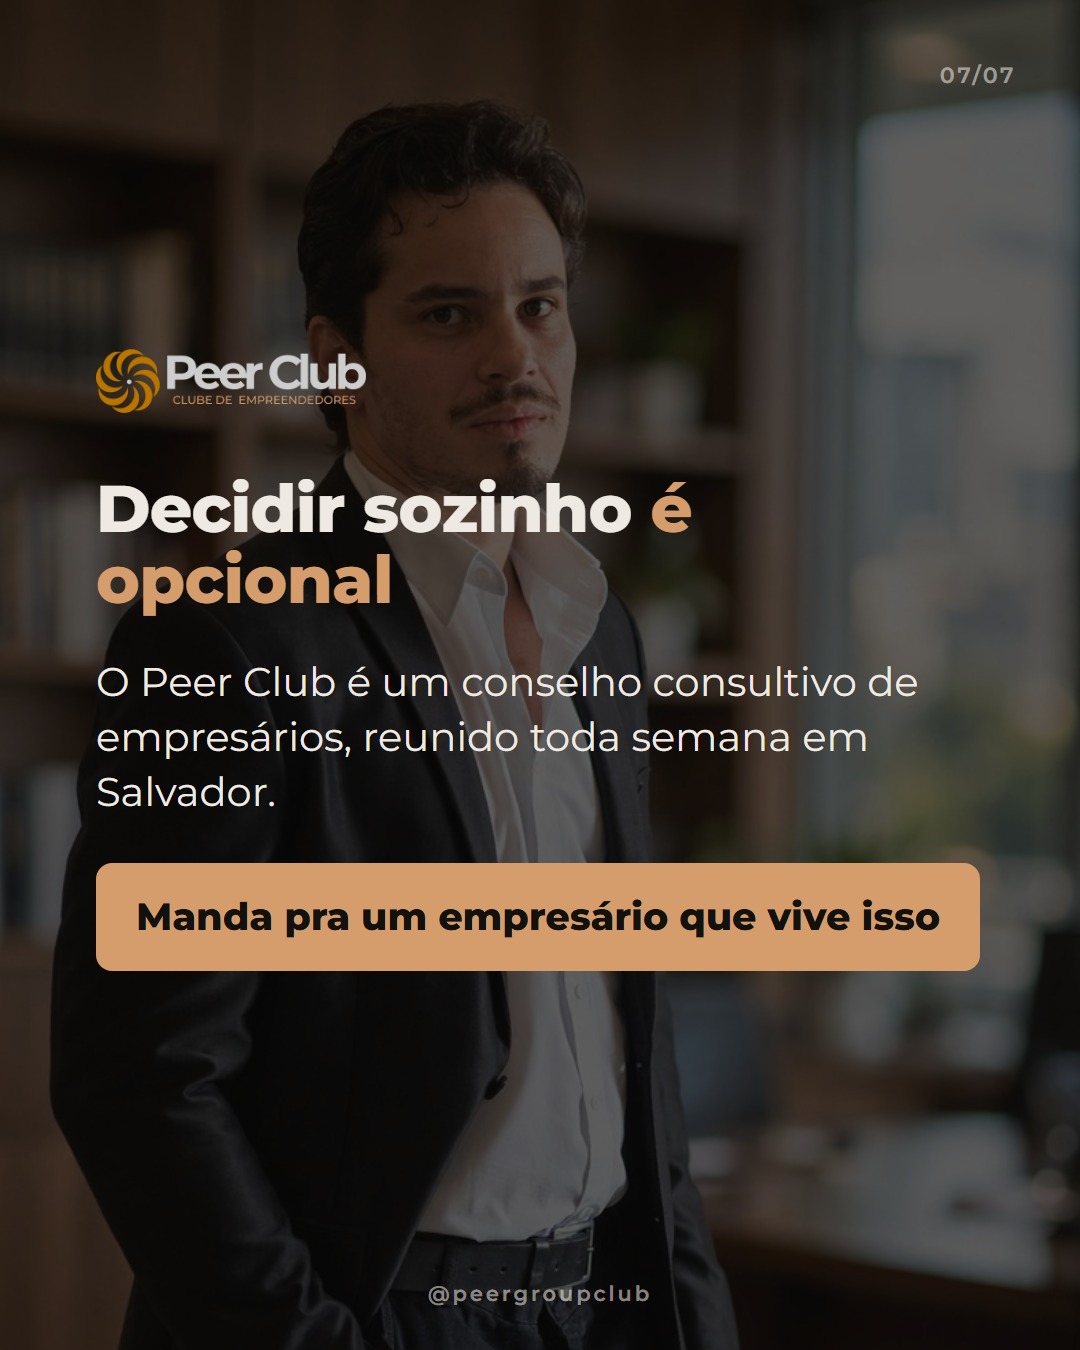 07/07
Peer Club
CLUBE DE EMPREENDEDORES
Decidir sozinho é
opcional
O Peer Club é um conselho consultivo de
empresários, reunido toda semana em
Salvador.
Manda pra um empresário que vive isso
@peergroupclub